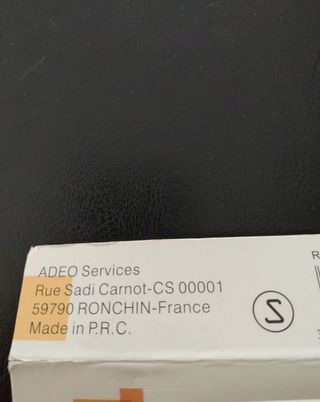 ADEO Services
Rue Sadi Carnot-CS 00001
59790 RONCHIN-France
Made in P.R.C.